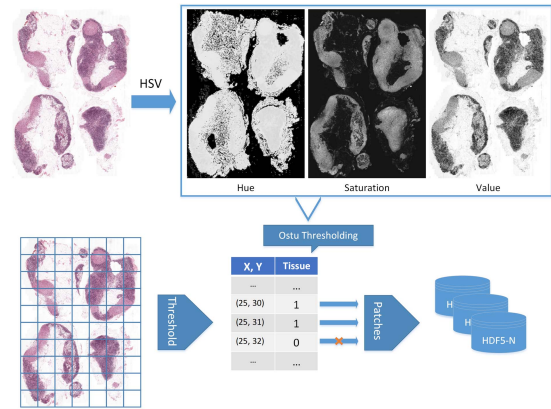 HSV
Hue
Saturation
Value
Ostu Thresholding
X, Y Tissue
... ...
(25, 30) 1
(25, 31) 1
(25, 32) 0
... ...
Threshold
Patches
H
H
HDF5-N